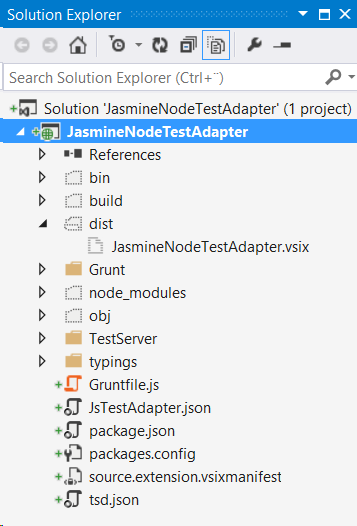 Solution Explorer
Search Solution Explorer (Ctrl+¨)
Solution 'JasmineNodeTestAdapter' (1 project)
JasmineNodeTestAdapter
References
bin
build
dist
JasmineNodeTestAdapter.vsix
Grunt
node_modules
obj
TestServer
typings
Gruntfile.js
JsTestAdapter.json
package.json
packages.config
source.extension.vsixmanifest
tsd.json